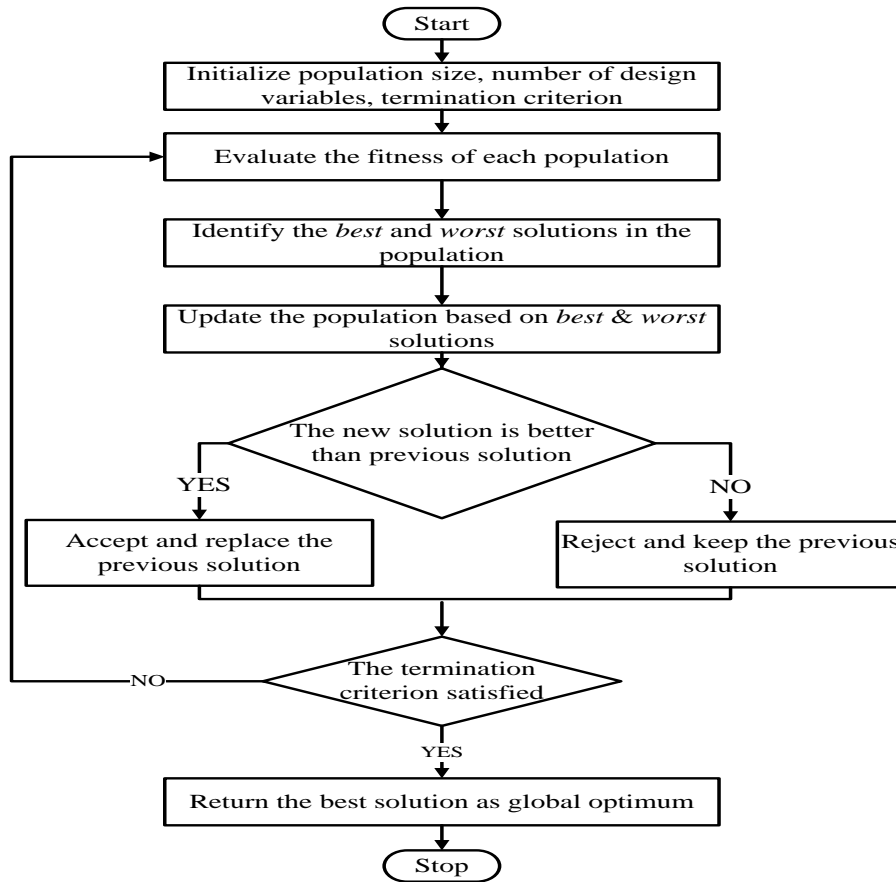 Start
Initialize population size, number of design
variables, termination criterion
Evaluate the fitness of each population
Identify the best and worst solutions in the
population
Update the population based on best & worst
solutions
The new solution is better
than previous solution
YES
NO
Accept and replace the
previous solution
Reject and keep the previous
solution
The termination
criterion satisfied
NO
YES
Return the best solution as global optimum
Stop